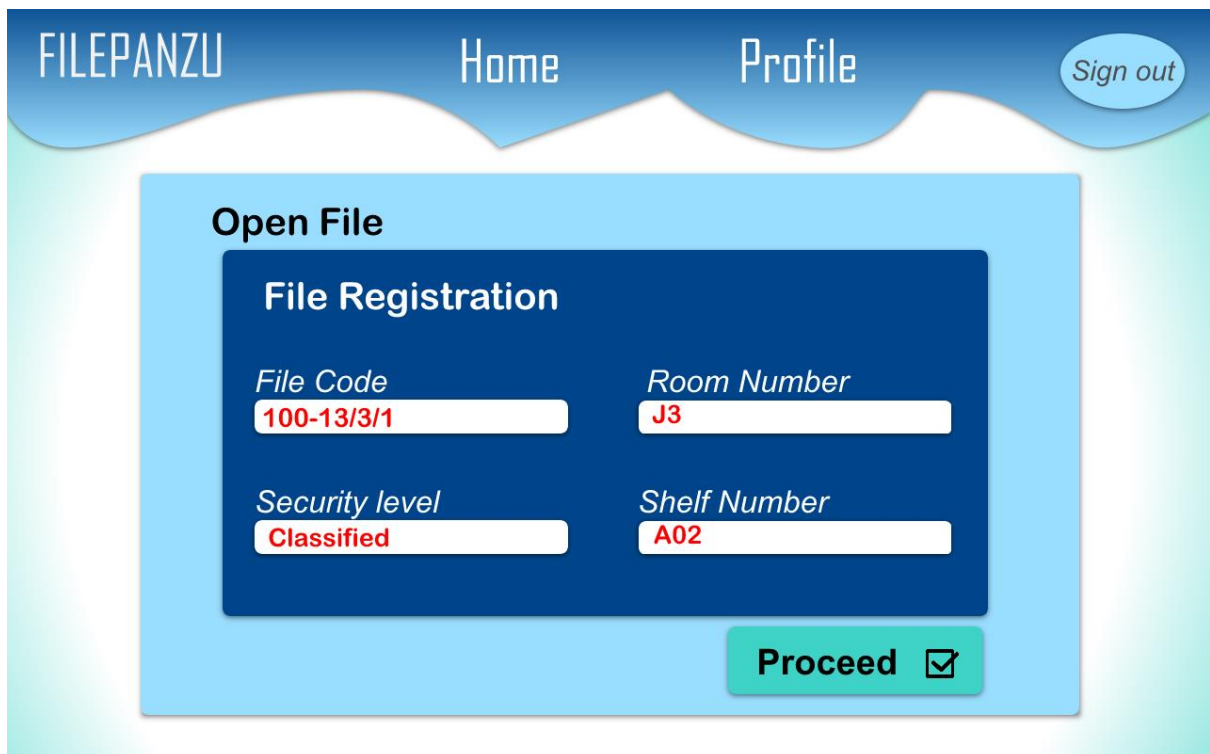 FILEPANZU Home Profile Sign out
Open File
File Registration
File Code Room Number
100-13/3/1 J3
Security level Shelf Number
Classified A02
Proceed